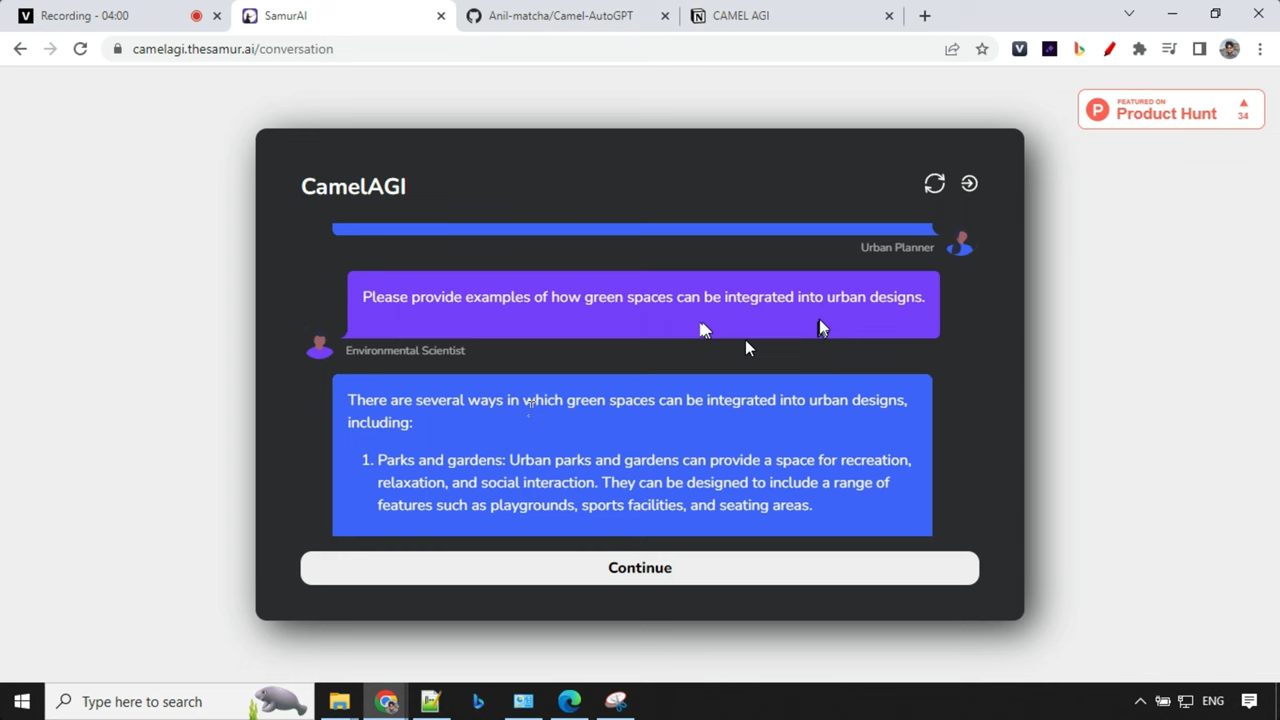 Recording - 04:00
SamurAI
Anil-matcha/Camel-AutoGPT
CAMEL AGI
camelagi.thesamur.ai/conversation
FEATURED ON
Product Hunt
34
CamelAGI
Urban Planner
Please provide examples of how green spaces can be integrated into urban designs.
Environmental Scientist
There are several ways in which green spaces can be integrated into urban designs,
including:
1. Parks and gardens: Urban parks and gardens can provide a space for recreation,
relaxation, and social interaction. They can be designed to include a range of
features such as playgrounds, sports facilities, and seating areas.
Continue
Type here to search
ENG